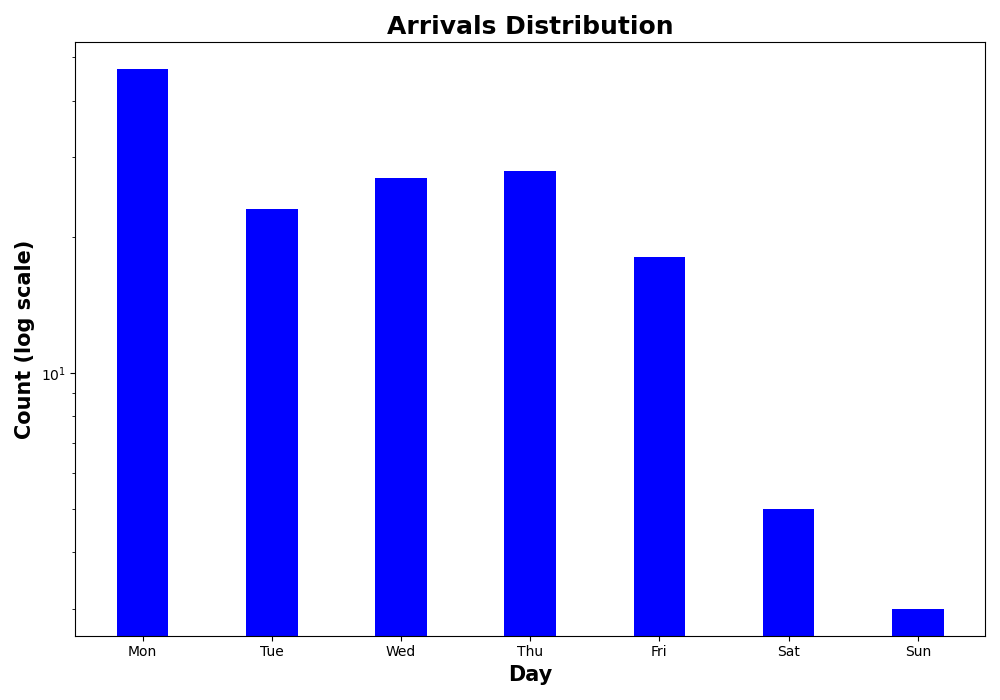 Arrivals Distribution
Count (log scale)
10¹
Mon Tue Wed Thu Fri Sat Sun
Day